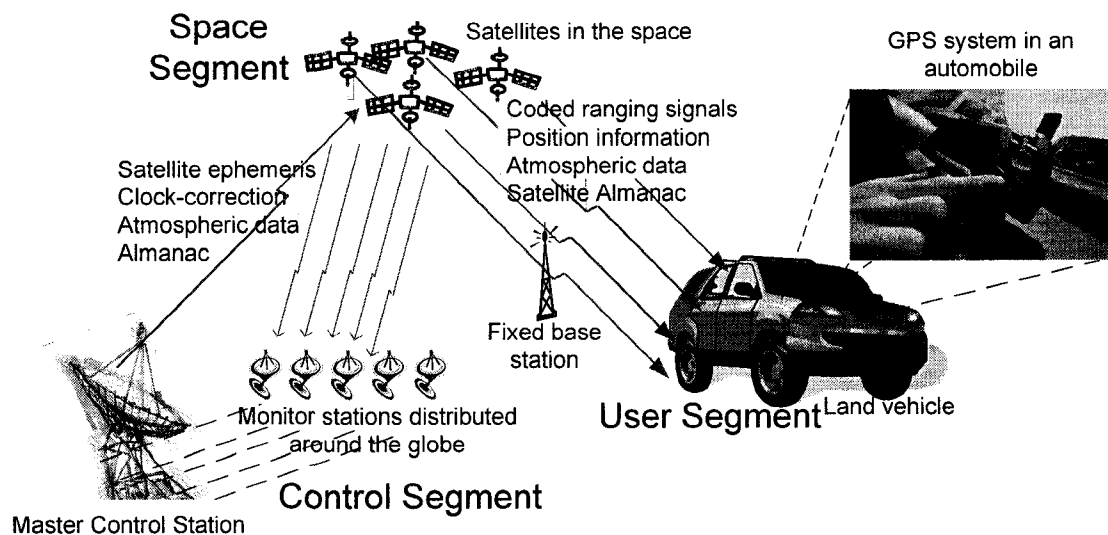 Space
Segment
Satellites in the space
GPS system in an
automobile
Coded ranging signals
Position information
Atmospheric data
Satellite Almanac
Satellite ephemeris
Clock-correction
Atmospheric data
Almanac
Fixed base
station
Monitor stations distributed
around the globe
User Segment
Land vehicle
Control Segment
Master Control Station